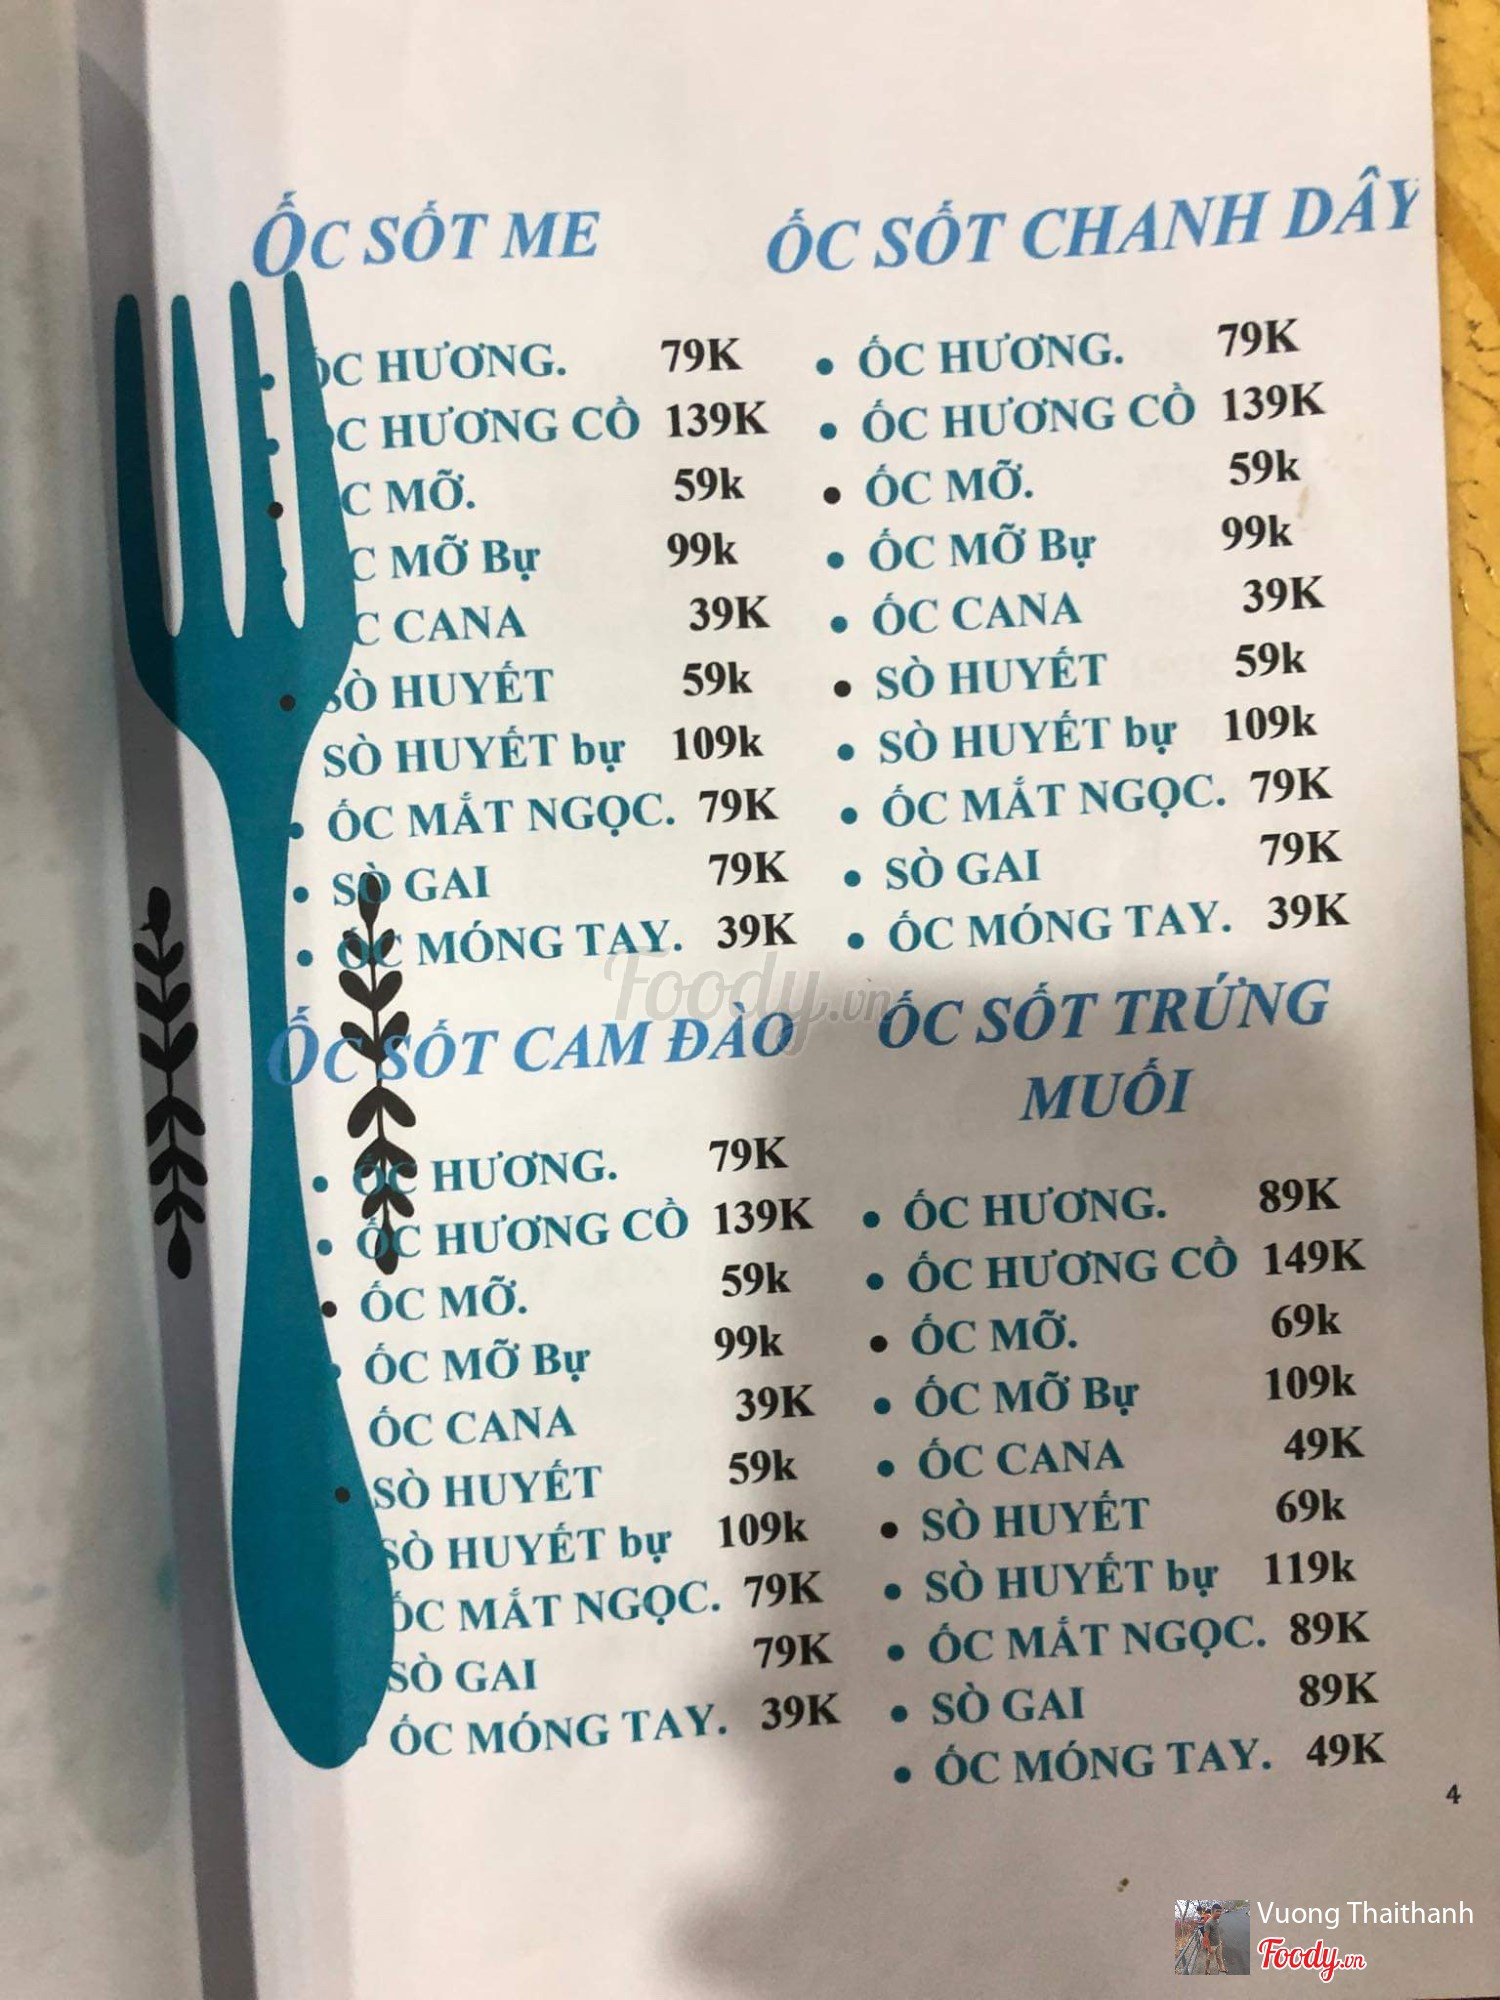 ỐC SỐT ME
ỐC HƯƠNG. 79K
ỐC HƯƠNG CỒ 139K
ỐC MỠ. 59k
ỐC MỠ Bự 99k
ỐC CANA 39K
SÒ HUYẾT 59k
SÒ HUYẾT bự 109k
ỐC MẮT NGỌC. 79K
SÒ GAI 79K
ỐC MÓNG TAY. 39K
ỐC SỐT CHANH DÂY
ỐC HƯƠNG. 79K
ỐC HƯƠNG CỒ 139K
ỐC MỠ. 59k
ỐC MỠ Bự 99k
ỐC CANA 39K
SÒ HUYẾT 59k
SÒ HUYẾT bự 109k
ỐC MẮT NGỌC. 79K
SÒ GAI 79K
ỐC MÓNG TAY. 39K
ỐC SỐT CAM ĐÀO
ỐC HƯƠNG. 79K
ỐC HƯƠNG CỒ 139K
ỐC MỠ. 59k
ỐC MỠ Bự 99k
ỐC CANA 39K
SÒ HUYẾT 59k
SÒ HUYẾT bự 109k
ỐC MẮT NGỌC. 79K
SÒ GAI 79K
ỐC MÓNG TAY. 39K
ỐC SỐT TRỨNG
MUỐI
ỐC HƯƠNG. 89K
ỐC HƯƠNG CỒ 149K
ỐC MỠ. 69k
ỐC MỠ Bự 109k
ỐC CANA 49K
SÒ HUYẾT 69k
SÒ HUYẾT bự 119k
ỐC MẮT NGỌC. 89K
SÒ GAI 89K
ỐC MÓNG TAY. 49K
4
Foody.vn
Vuong Thaithanh
Foody.vn